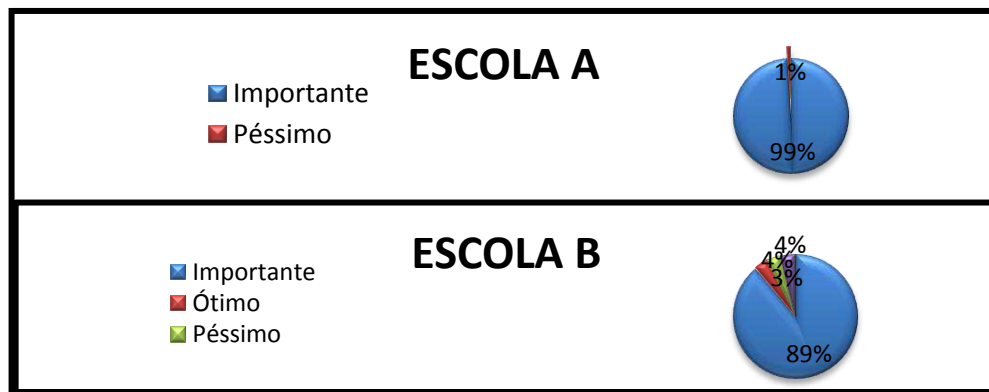 ESCOLA A
Importante
Péssimo
1%
99%
ESCOLA B
Importante
Ótimo
Péssimo
4%
4%
3%
89%